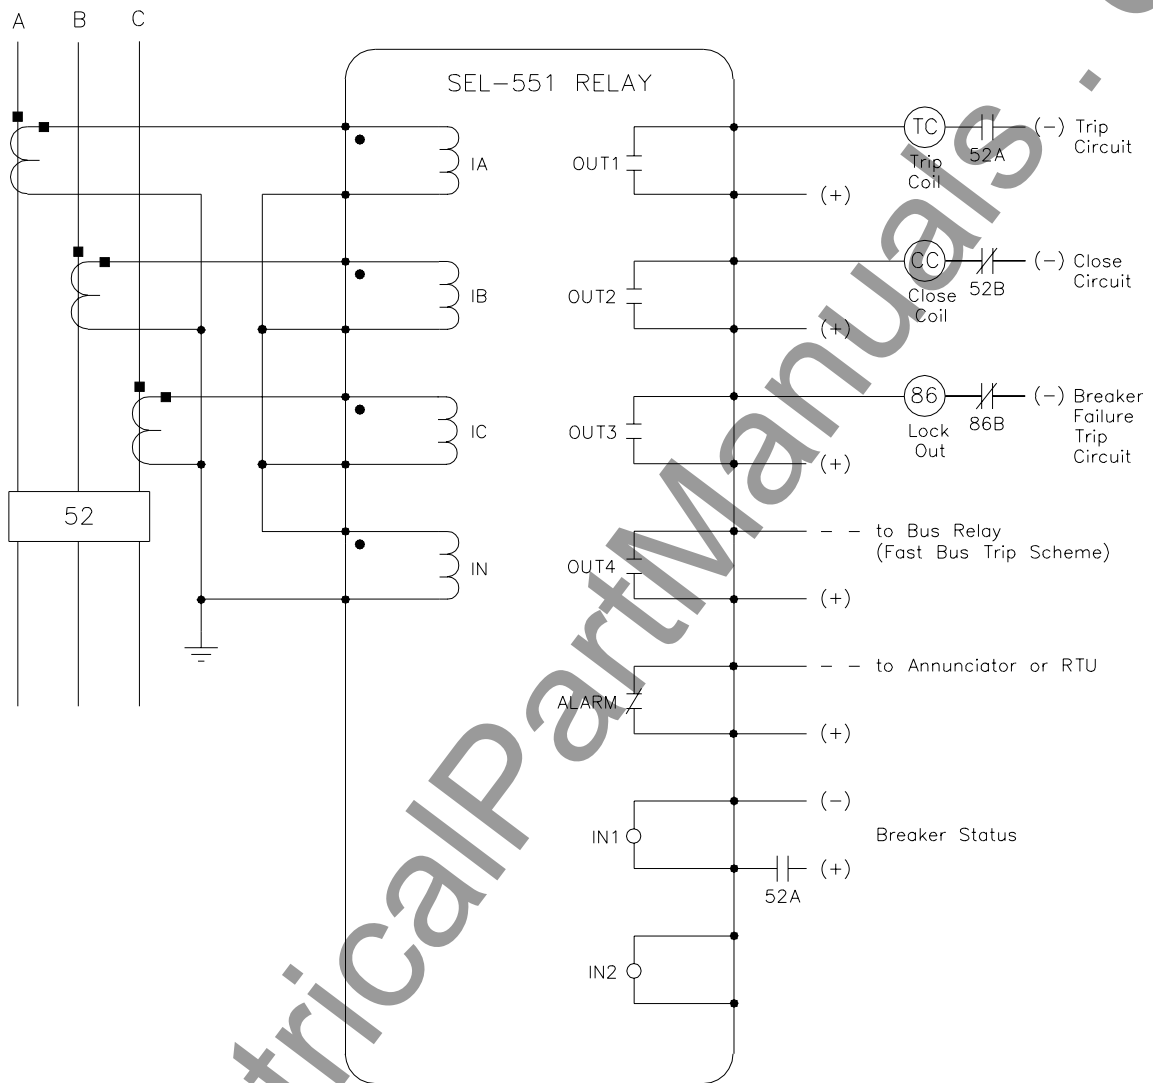 A B C
SEL-551 RELAY
IA
OUT1
TC
Trip
Coil
52A
(-) Trip
Circuit
(+)
IB
OUT2
CC
Close
Coil
52B
(-) Close
Circuit
(+)
IC
OUT3
86
Lock
Out
86B
(-) Breaker
Failure
Trip
Circuit
(+)
52
IN
OUT4
to Bus Relay
(Fast Bus Trip Scheme)
(+)
ALARM
to Annunciator or RTU
(+)
IN1
(-)
Breaker Status
(+)
52A
IN2
tricalPartManuals .